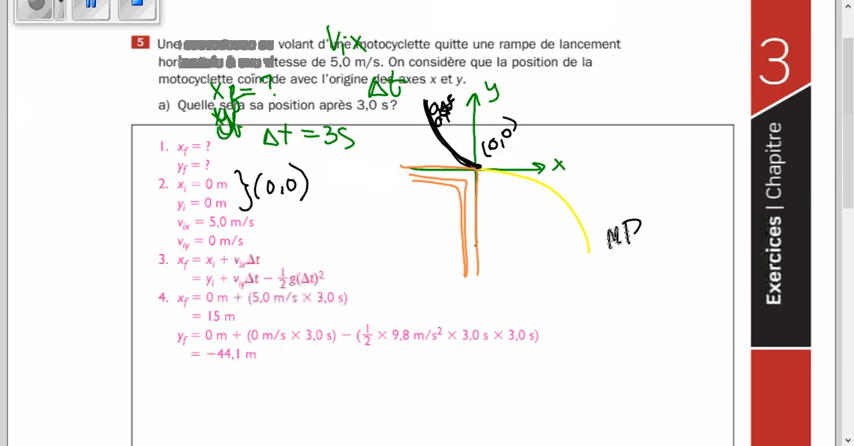 5 Une volant d'une motocyclette quitte une rampe de lancement
vitesse de 5,0 m/s. On considère que la position de la
motocyclette coïncide avec l'origine des axes x et y.
a) Quelle sera sa position après 3,0 s ?
Vix
xf = ?
yf
Δt
Δt = 3s
y
(0,0)
x
MP
1. xf = ?
yf = ?
2. xi = 0 m
yi = 0 m
} (0,0)
vix = 5,0 m/s
viy = 0 m/s
3. xf = xi + vixΔt
= yi + viyΔt − 1/2 g(Δt)²
4. xf = 0 m + (5,0 m/s × 3,0 s)
= 15 m
yf = 0 m + (0 m/s × 3,0 s) − (1/2 × 9,8 m/s² × 3,0 s × 3,0 s)
= −44,1 m
3
Exercices | Chapitre